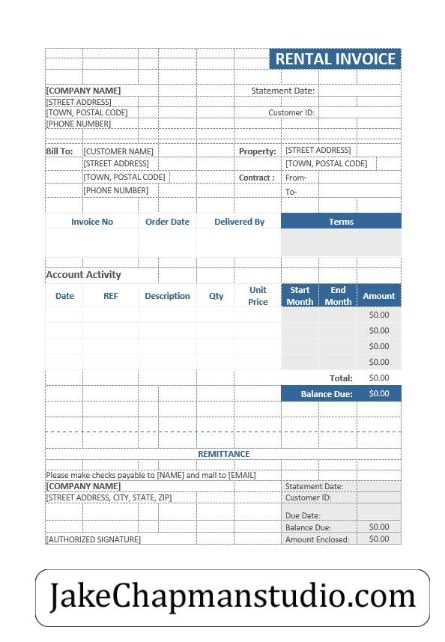 RENTAL INVOICE
[COMPANY NAME] Statement Date:
[STREET ADDRESS]
[TOWN, POSTAL CODE] Customer ID:
[PHONE NUMBER]
Bill To: [CUSTOMER NAME] Property: [STREET ADDRESS]
[STREET ADDRESS] [TOWN, POSTAL CODE]
[TOWN, POSTAL CODE] Contract : From-
[PHONE NUMBER] To-
Invoice No Order Date Delivered By Terms
Account Activity
Date REF Description Qty Unit Price Start Month End Month Amount
$0.00
$0.00
$0.00
$0.00
Total: $0.00
Balance Due: $0.00
REMITTANCE
Please make checks payable to [NAME] and mail to [EMAIL]
[COMPANY NAME] Statement Date:
[STREET ADDRESS, CITY, STATE, ZIP] Customer ID:
Due Date:
Balance Due: $0.00
[AUTHORIZED SIGNATURE] Amount Enclosed: $0.00
JakeChapmanstudio.com